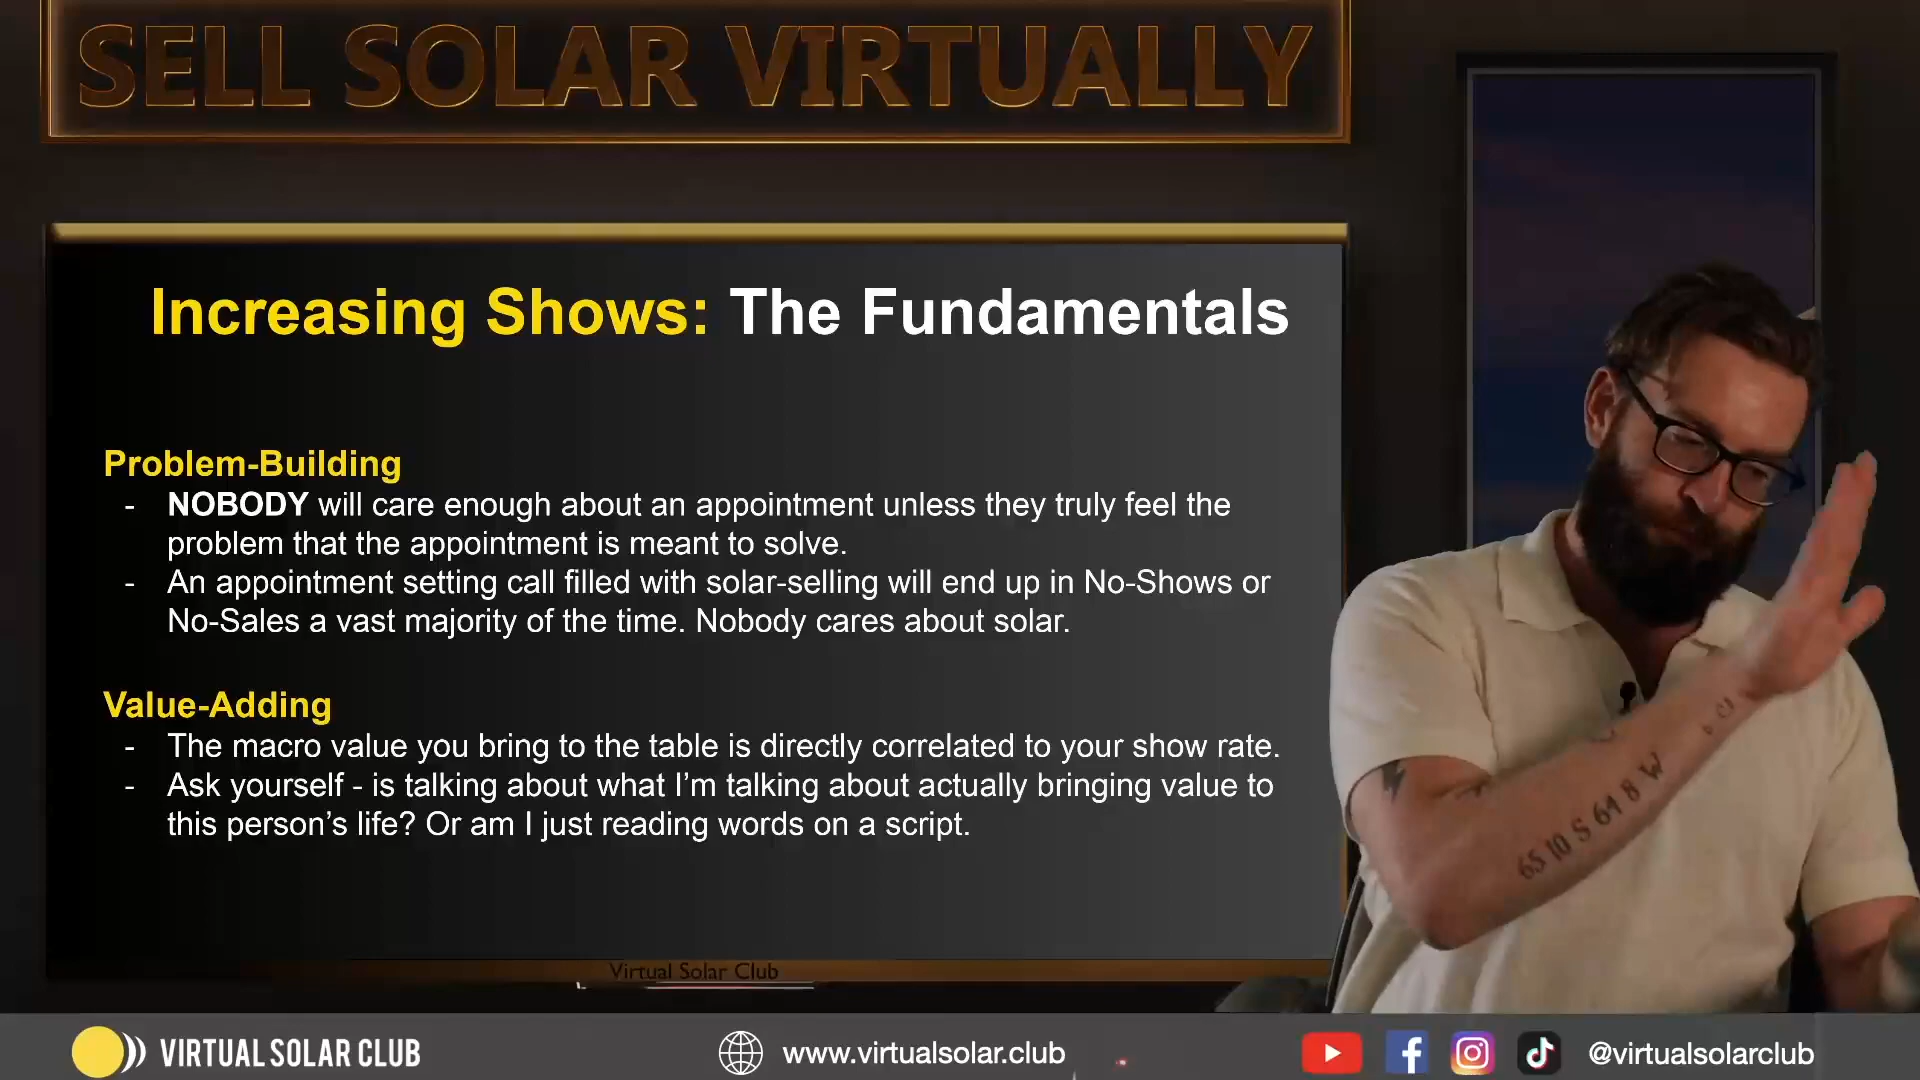 SELL SOLAR VIRTUALLY
Increasing Shows: The Fundamentals
Problem-Building
- NOBODY will care enough about an appointment unless they truly feel the
problem that the appointment is meant to solve.
- An appointment setting call filled with solar-selling will end up in No-Shows or
No-Sales a vast majority of the time. Nobody cares about solar.
Value-Adding
- The macro value you bring to the table is directly correlated to your show rate.
- Ask yourself - is talking about what I'm talking about actually bringing value to
this person's life? Or am I just reading words on a script.
65 10 S 64 8 W
Virtual Solar Club
VIRTUAL SOLAR CLUB
www.virtualsolar.club
@virtualsolarclub